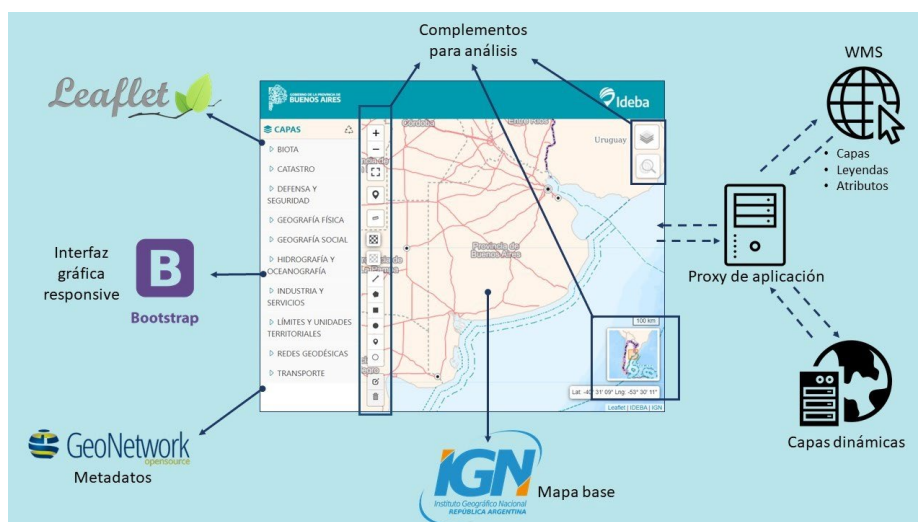 Complementos
para análisis
WMS
Leaflet
GOBIERNO DE LA PROVINCIA DE
BUENOS AIRES
Ideba
CAPAS
BIOTA
CATASTRO
DEFENSA Y
SEGURIDAD
GEOGRAFÍA FÍSICA
GEOGRAFÍA SOCIAL
HIDROGRAFÍA Y
OCEANOGRAFÍA
INDUSTRIA Y
SERVICIOS
LÍMITES Y UNIDADES
TERRITORIALES
REDES GEODÉSICAS
TRANSPORTE
Córdoba
Entre Ríos
Uruguay
Provincia de
Buenos Aires
100 km
Leaflet | IDEBA | IGN
• Capas
• Leyendas
• Atributos
Proxy de aplicación
Capas dinámicas
Interfaz
gráfica
responsive
B
Bootstrap
GeoNetwork
opensource
Metadatos
IGN
Instituto Geográfico Nacional
REPÚBLICA ARGENTINA
Mapa base